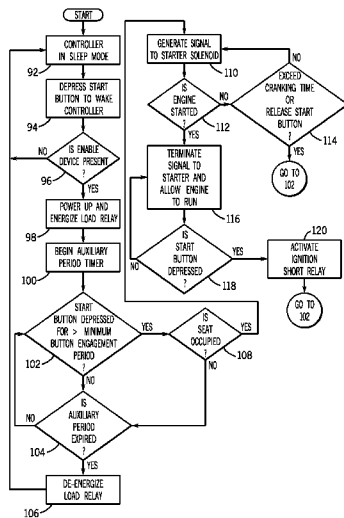 START
CONTROLLER
IN SLEEP MODE
92
DEPRESS START
BUTTON TO WAKE
CONTROLLER
94
IS ENABLE
DEVICE PRESENT
?
96
NO
YES
POWER UP AND
ENERGIZE LOAD RELAY
98
BEGIN AUXILIARY
PERIOD TIMER
100
START
BUTTON DEPRESSED
FOR > MINIMUM
BUTTON ENGAGEMENT
PERIOD
?
102
YES
NO
IS
SEAT
OCCUPIED
?
108
YES
NO
IS
AUXILIARY
PERIOD
EXPIRED
?
104
NO
YES
DE-ENERGIZE
LOAD RELAY
106
GENERATE SIGNAL
TO STARTER SOLENOID
110
IS
ENGINE
STARTED
?
112
NO
YES
EXCEED
CRANKING TIME
OR
RELEASE START
BUTTON
?
114
NO
YES
GO TO
102
TERMINATE
SIGNAL TO
STARTER AND
ALLOW ENGINE
TO RUN
116
IS
START
BUTTON
DEPRESSED
?
118
NO
YES
120
ACTIVATE
IGNITION
SHORT RELAY
GO TO
102